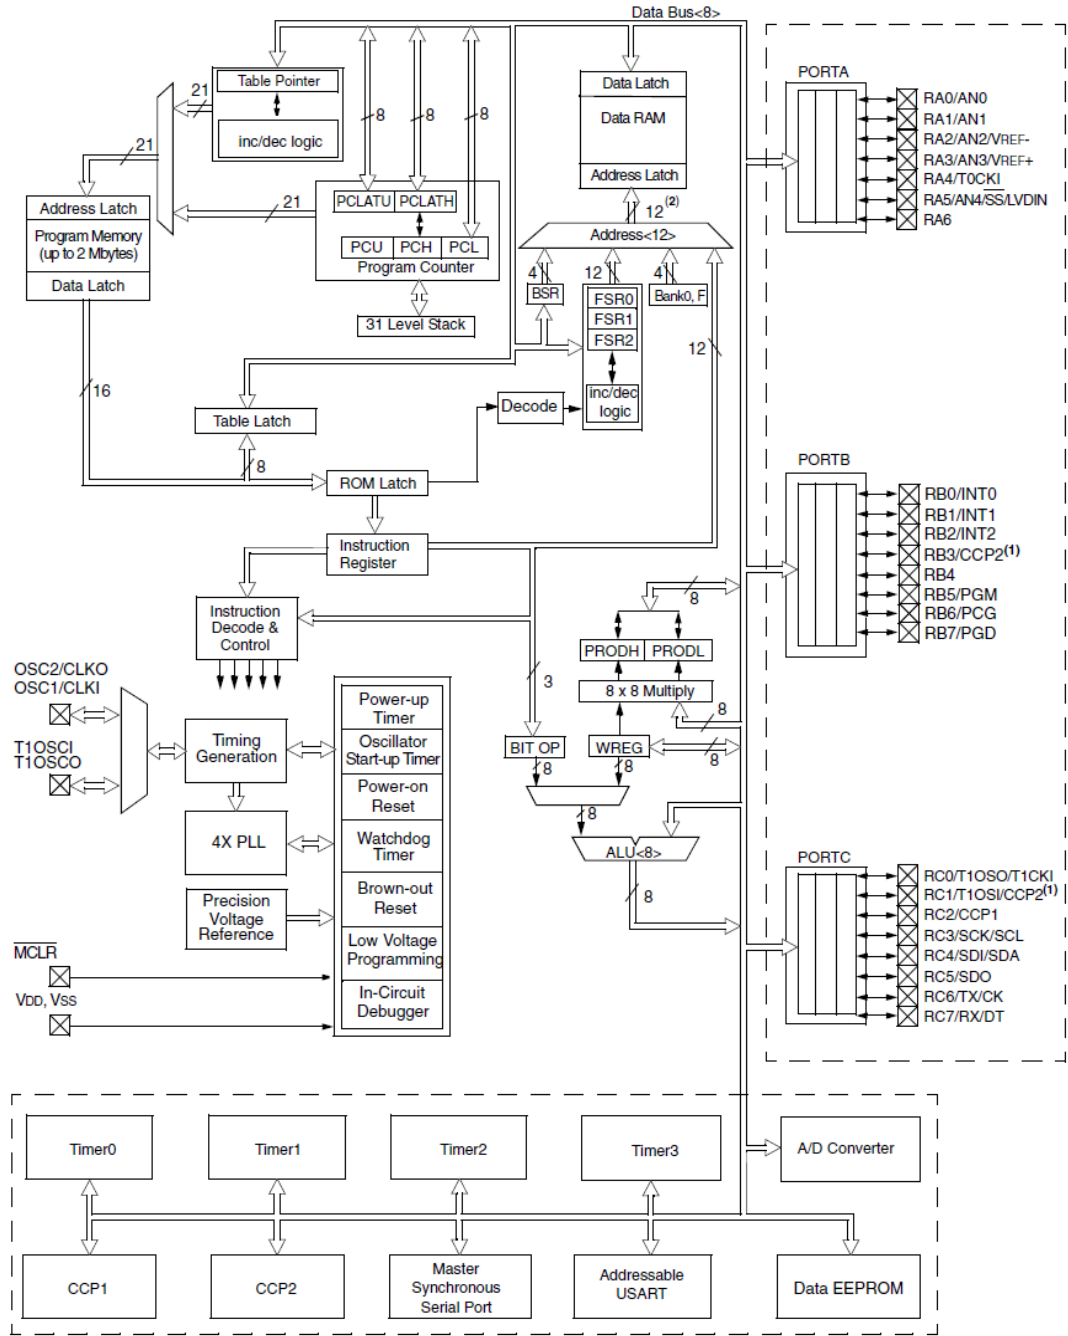 Data Bus<8>
PORTA
21
Table Pointer
inc/dec logic
8
8
8
Data Latch
Data RAM
Address Latch
RA0/AN0
RA1/AN1
RA2/AN2/VREF-
RA3/AN3/VREF+
RA4/T0CKI
RA5/AN4/SS/LVDIN
RA6
21
21
Address Latch
Program Memory
(up to 2 Mbytes)
Data Latch
PCLATU PCLATH
PCU PCH PCL
Program Counter
31 Level Stack
12(2)
Address<12>
4
12
4
BSR
FSR0
FSR1
FSR2
inc/dec
logic
Bank0, F
12
16
Table Latch
8
Decode
ROM Latch
Instruction
Register
PORTB
RB0/INT0
RB1/INT1
RB2/INT2
RB3/CCP2(1)
RB4
RB5/PGM
RB6/PCG
RB7/PGD
Instruction
Decode &
Control
8
PRODH PRODL
8 x 8 Multiply
3
8
BIT OP
WREG
8
8
8
8
ALU<8>
8
OSC2/CLKO
OSC1/CLKI
T1OSCI
T1OSCO
Timing
Generation
4X PLL
Precision
Voltage
Reference
MCLR
VDD, VSS
Power-up
Timer
Oscillator
Start-up Timer
Power-on
Reset
Watchdog
Timer
Brown-out
Reset
Low Voltage
Programming
In-Circuit
Debugger
PORTC
RC0/T1OSO/T1CKI
RC1/T1OSI/CCP2(1)
RC2/CCP1
RC3/SCK/SCL
RC4/SDI/SDA
RC5/SDO
RC6/TX/CK
RC7/RX/DT
Timer0
Timer1
Timer2
Timer3
A/D Converter
CCP1
CCP2
Master
Synchronous
Serial Port
Addressable
USART
Data EEPROM